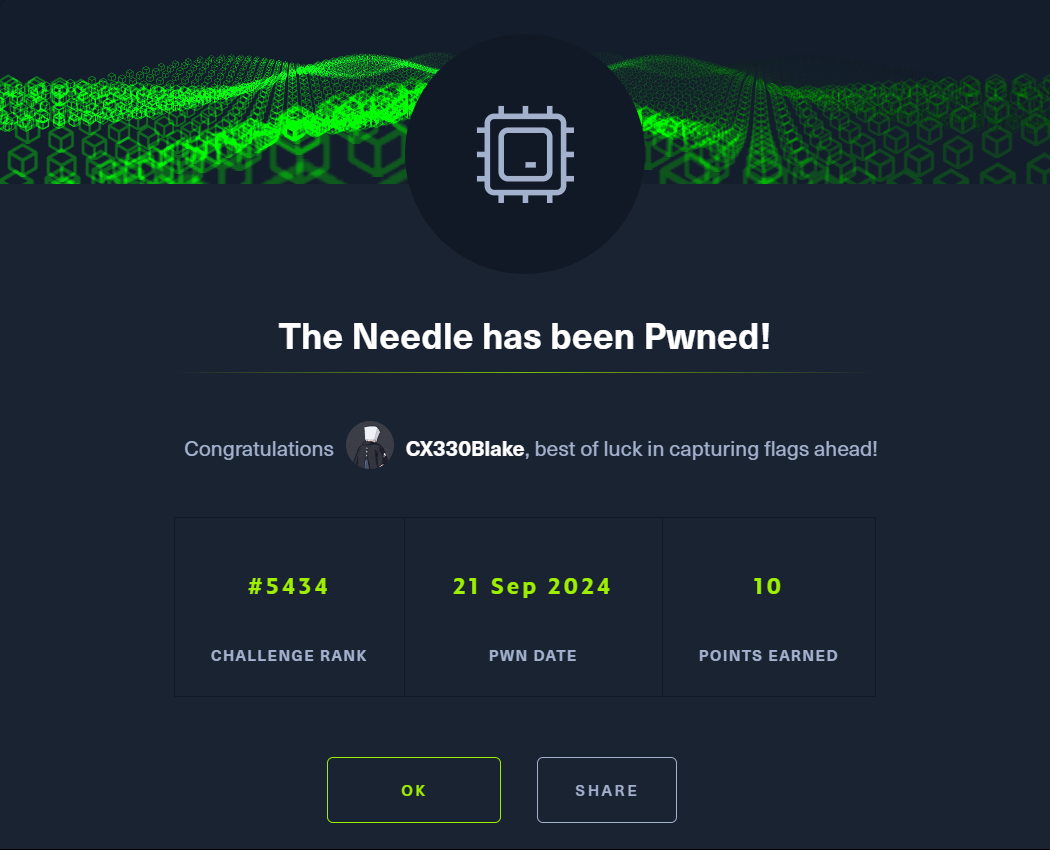 The Needle has been Pwned!
Congratulations CX330Blake, best of luck in capturing flags ahead!
#5434 21 Sep 2024 10
CHALLENGE RANK PWN DATE POINTS EARNED
OK SHARE